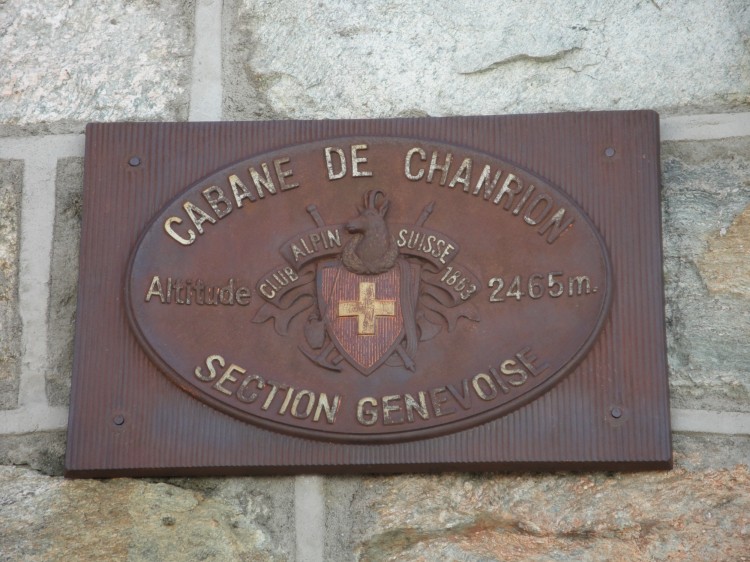 CABANE DE CHANRION
CLUB ALPIN SUISSE 1863
Altitude 2465m.
SECTION GENEVOISE